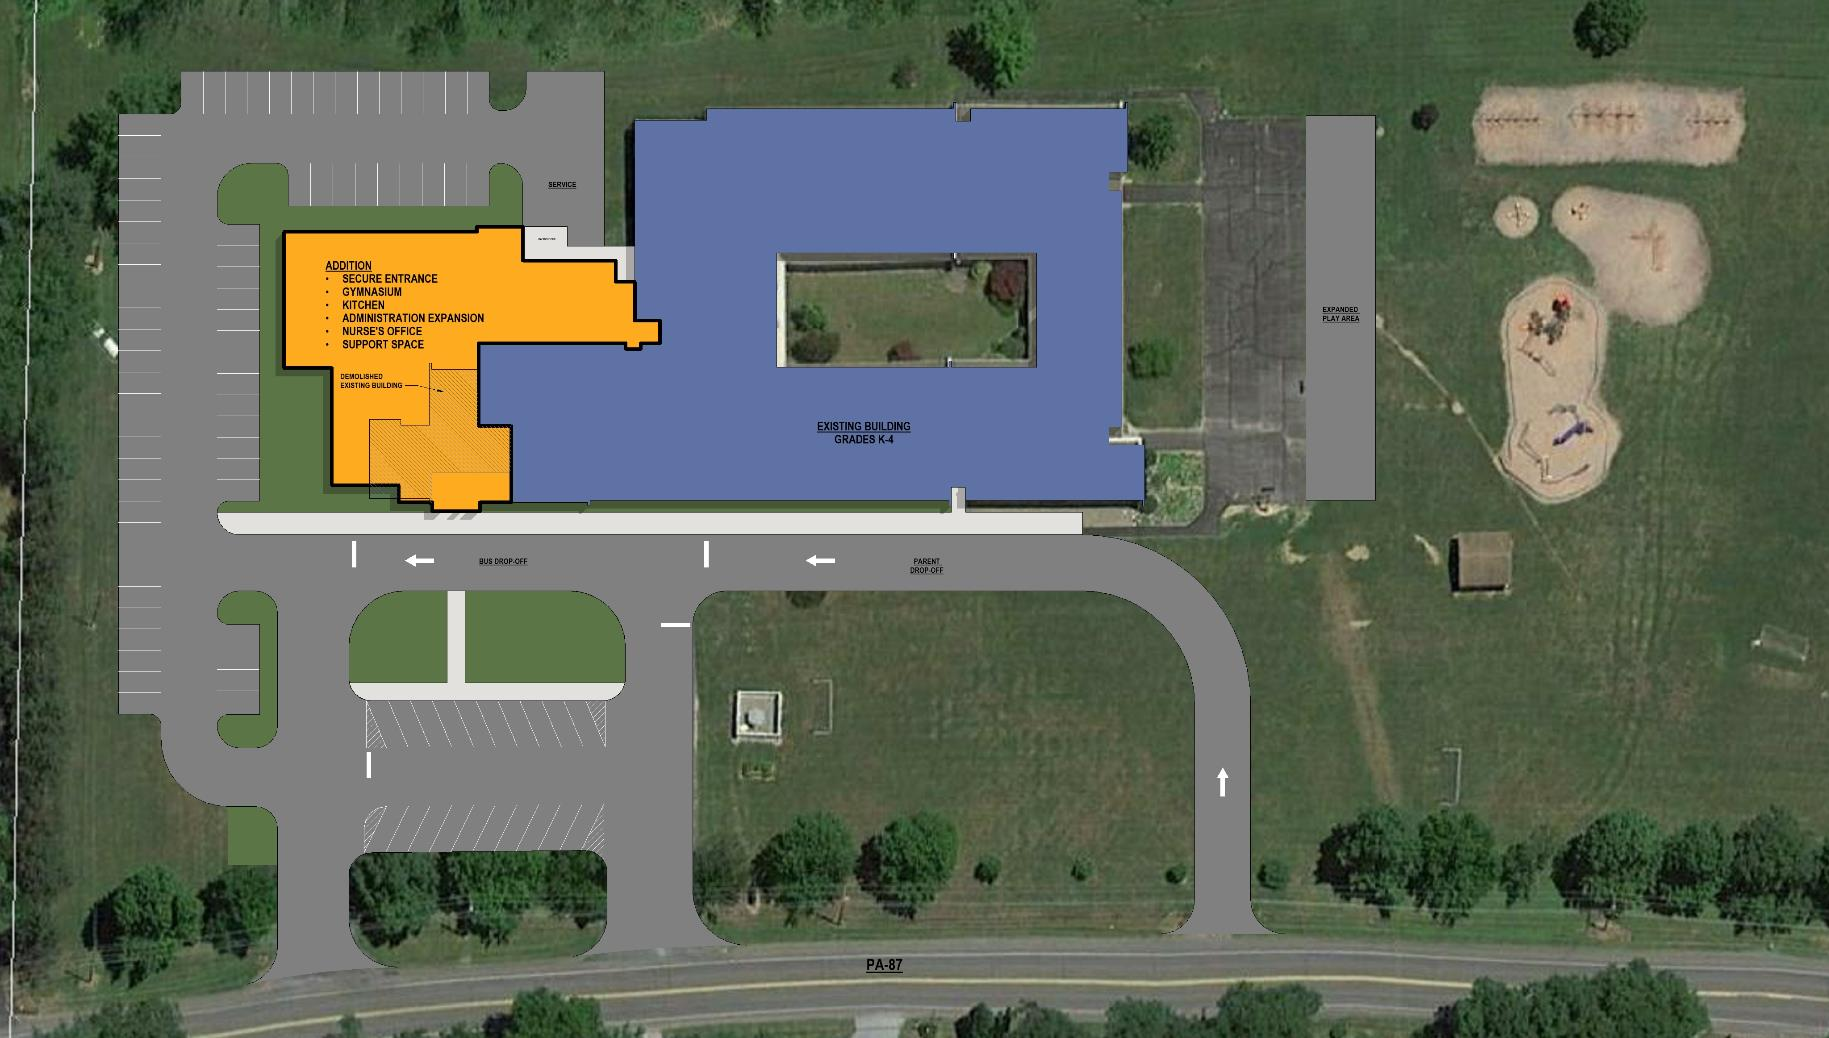 SERVICE
ADDITION
• SECURE ENTRANCE
• GYMNASIUM
• KITCHEN
• ADMINISTRATION EXPANSION
• NURSE'S OFFICE
• SUPPORT SPACE
DEMOLISHED
EXISTING BUILDING
EXISTING BUILDING
GRADES K-4
EXPANDED
PLAY AREA
BUS DROP-OFF
PARENT
DROP-OFF
PA-87